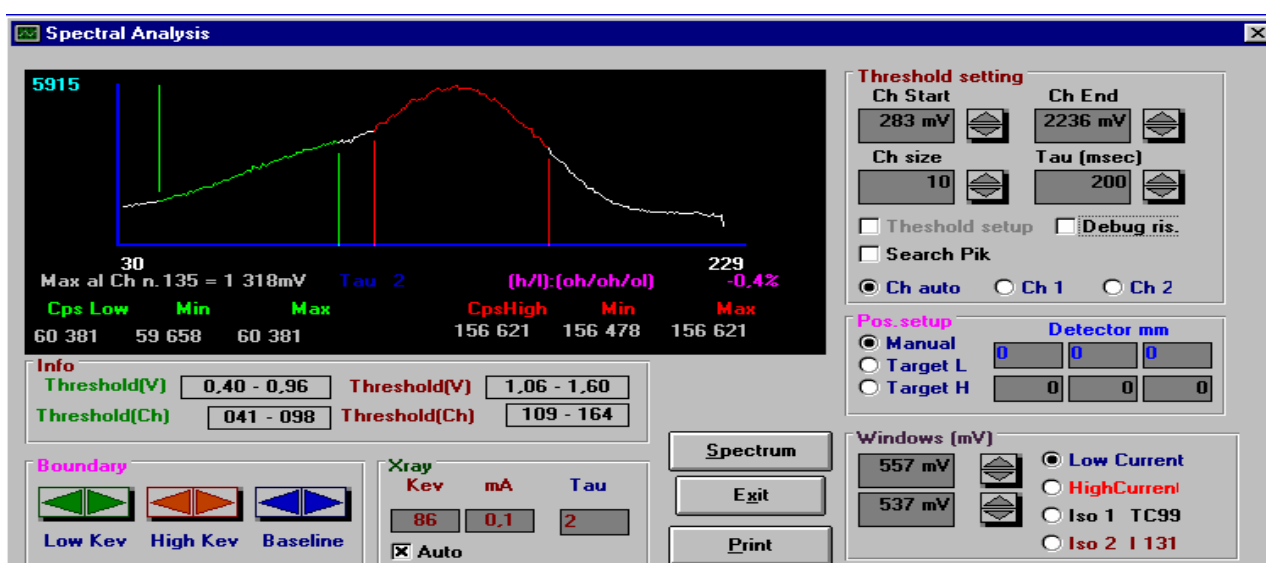 Spectral Analysis
5915
30 229
Max al Ch n. 135 = 1 318mV Tau 2 (h/l):(oh/oh/ol) -0,4%
Cps Low Min Max CpsHigh Min Max
60 381 59 658 60 381 156 621 156 478 156 621
Info
Threshold(V) 0,40 - 0,96 Threshold(V) 1,06 - 1,60
Threshold(Ch) 041 - 098 Threshold(Ch) 109 - 164
Boundary
Low Kev High Kev Baseline
Xray
Kev mA Tau
86 0,1 2
Auto
Spectrum
Exit
Print
Threshold setting
Ch Start Ch End
283 mV 2236 mV
Ch size Tau (msec)
10 200
Theshold setup Debug ris.
Search Pik
Ch auto Ch 1 Ch 2
Pos.setup Detector mm
Manual 0 0 0
Target L
Target H 0 0 0
Windows (mV)
557 mV Low Current
HighCurrent
537 mV Iso 1 TC99
Iso 2 I 131